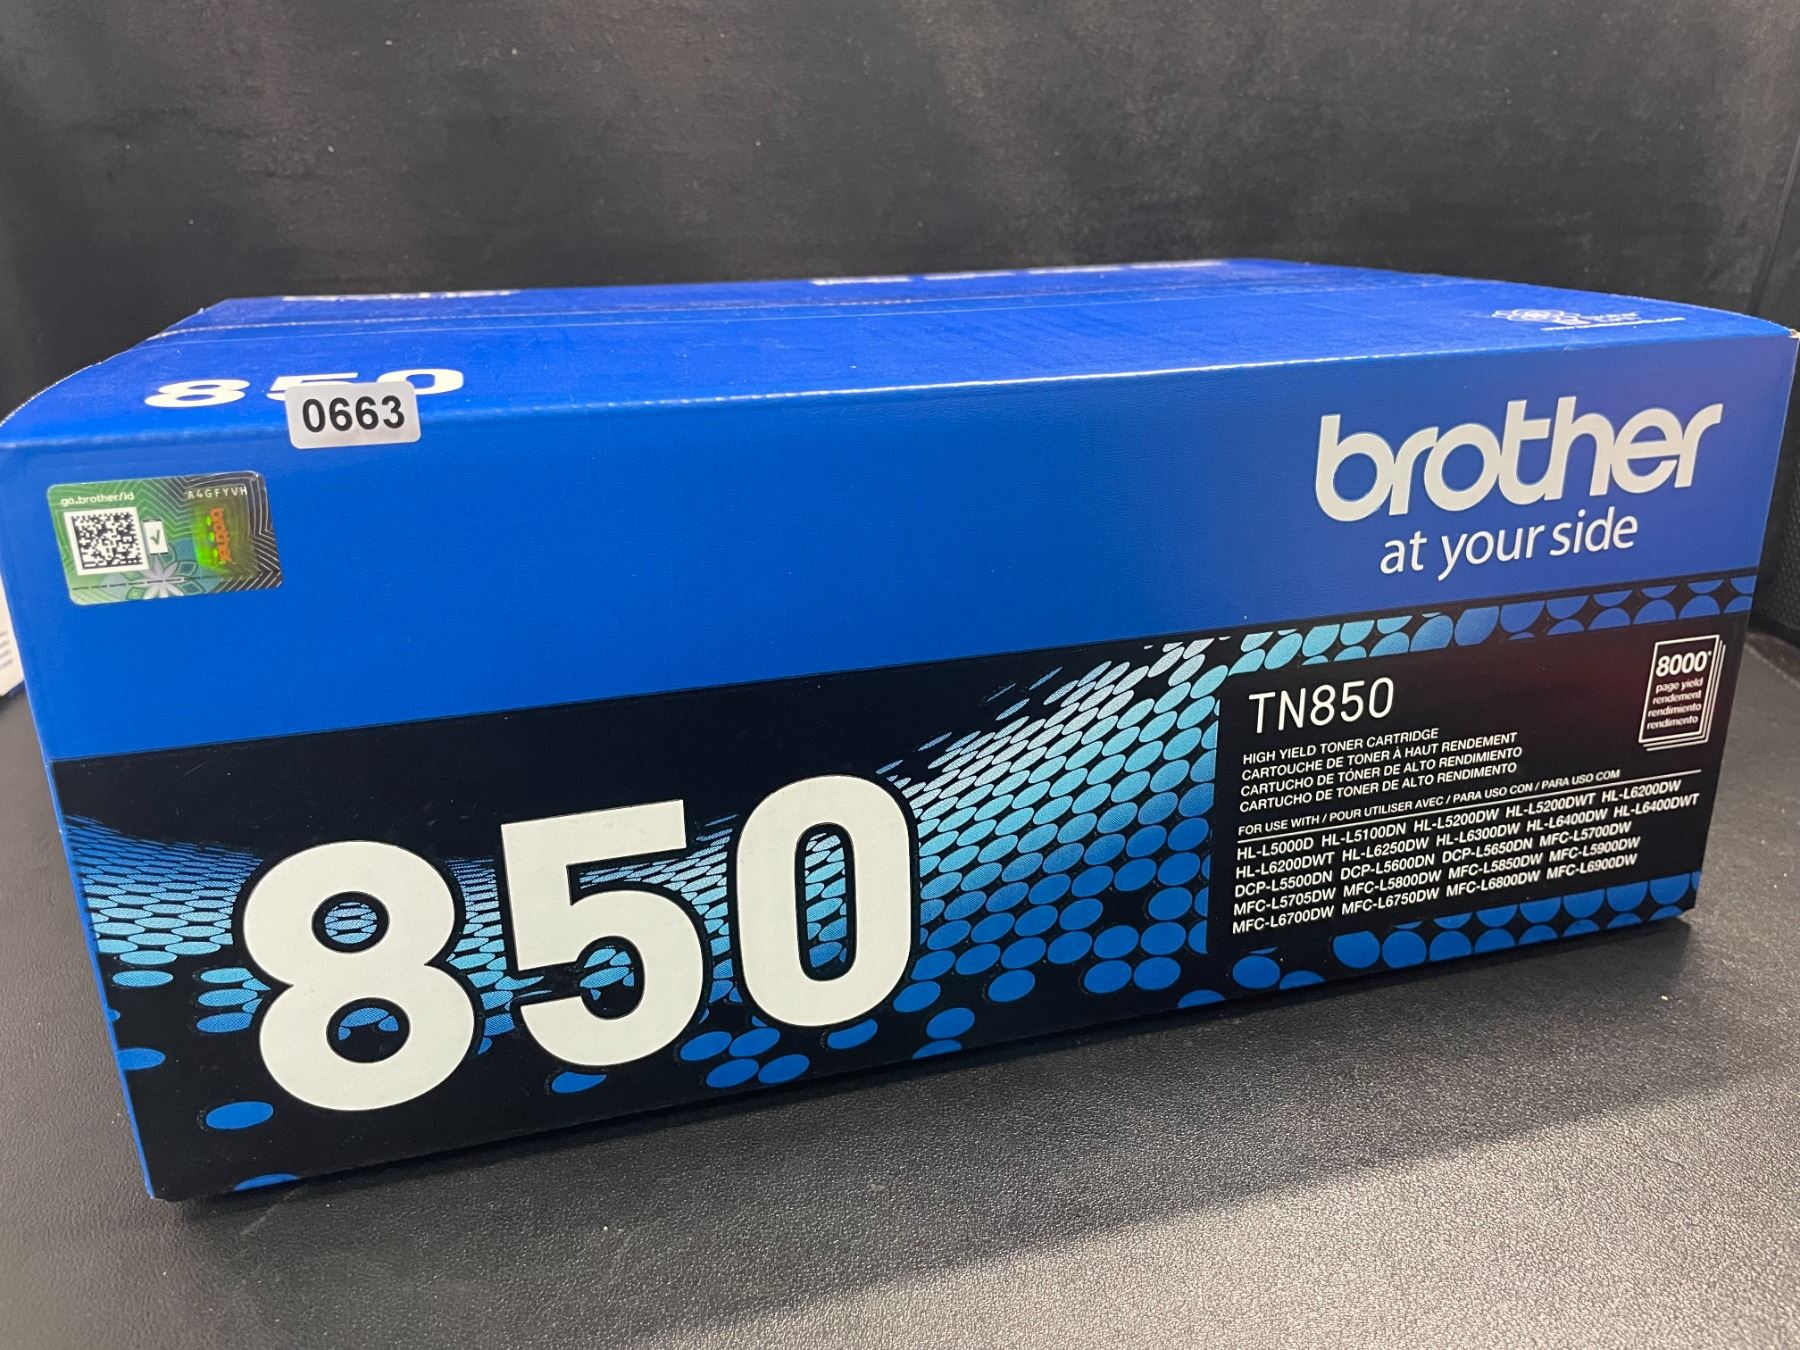 850
0663
go.brother/id
A4GFYVH
brother
brother
at your side
8000*
page yield
rendement
rendimiento
rendimento
TN850
HIGH YIELD TONER CARTRIDGE
CARTOUCHE DE TONER À HAUT RENDEMENT
CARTUCHO DE TÓNER DE ALTO RENDIMIENTO
CARTUCHO DE TONER DE ALTO RENDIMENTO
FOR USE WITH / POUR UTILISER AVEC / PARA USO CON / PARA USO COM
HL-L5000D HL-L5100DN HL-L5200DW HL-L5200DWT HL-L6200DW
HL-L6200DWT HL-L6250DW HL-L6300DW HL-L6400DW HL-L6400DWT
DCP-L5500DN DCP-L5600DN DCP-L5650DN MFC-L5700DW
MFC-L5705DW MFC-L5800DW MFC-L5850DW MFC-L5900DW
MFC-L6700DW MFC-L6750DW MFC-L6800DW MFC-L6900DW
850